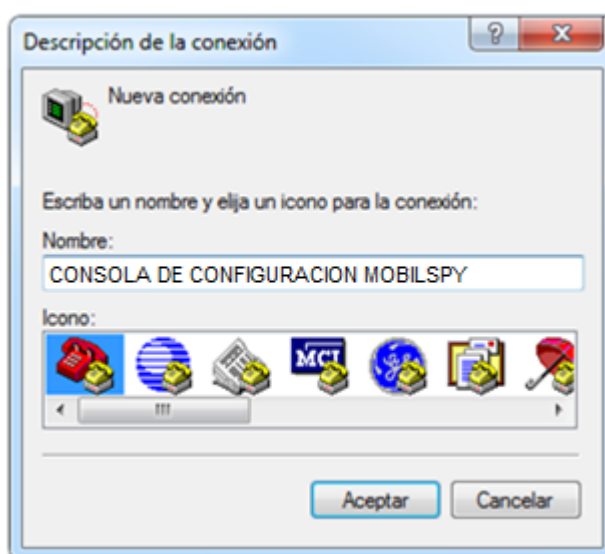 Descripción de la conexión
Nueva conexión
Escriba un nombre y elija un icono para la conexión:
Nombre:
CONSOLA DE CONFIGURACION MOBILSPY
Icono:
MCI
Aceptar
Cancelar